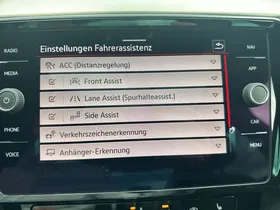 RADIO
MEDIA
PHONE
VOICE
Einstellungen Fahrerassistenz
ACC (Distanzregelung)
Front Assist
Lane Assist (Spurhalteassist.)
Side Assist
Verkehrszeichenerkennung
Anhänger-Erkennung
NAV
CAR
MENU